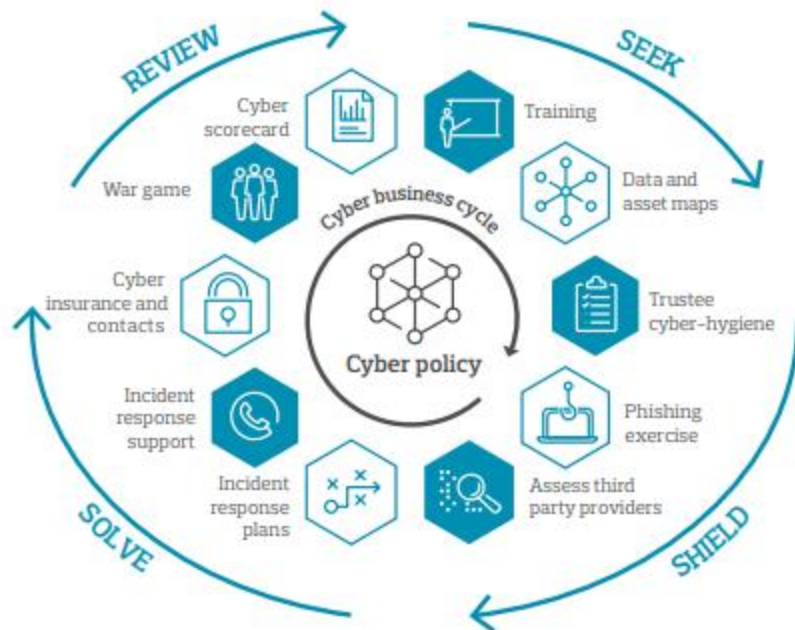 REVIEW
SEEK
Cyber
scorecard
Training
War game
Data and
asset maps
Cyber business cycle
Cyber
insurance and
contacts
Trustee
cyber-hygiene
Cyber policy
Incident
response
support
Phishing
exercise
Incident
response
plans
Assess third
party providers
SOLVE
SHIELD